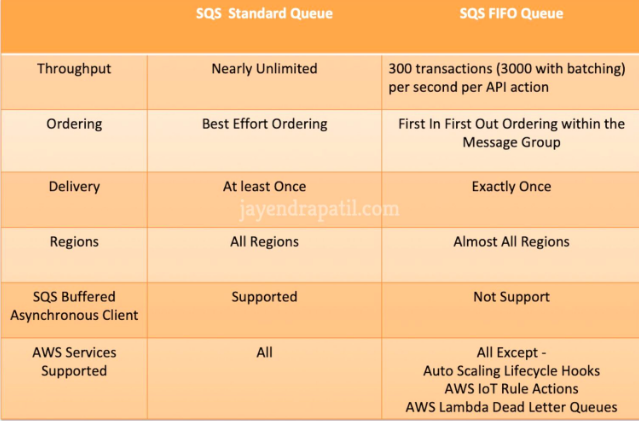 SQS Standard Queue
SQS FIFO Queue
Throughput
Nearly Unlimited
300 transactions (3000 with batching)
per second per API action
Ordering
Best Effort Ordering
First In First Out Ordering within the
Message Group
Delivery
At least Once
Exactly Once
jayendrapatil.com
Regions
All Regions
Almost All Regions
SQS Buffered
Asynchronous Client
Supported
Not Support
AWS Services
Supported
All
All Except -
Auto Scaling Lifecycle Hooks
AWS IoT Rule Actions
AWS Lambda Dead Letter Queues